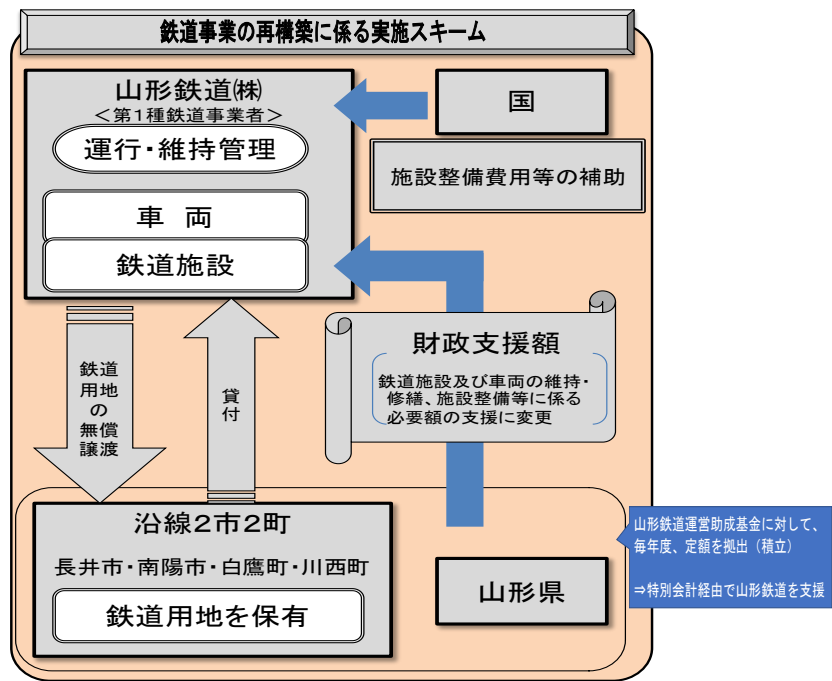 鉄道事業の再構築に係る実施スキーム
山形鉄道㈱
＜第１種鉄道事業者＞
運行・維持管理
車 両
鉄道施設
国
施設整備費用等の補助
鉄道
用地
の
無償
譲渡
貸
付
財政支援額
鉄道施設及び車両の維持・
修繕、施設整備等に係る
必要額の支援に変更
沿線２市２町
長井市・南陽市・白鷹町・川西町
鉄道用地を保有
山形県
山形鉄道運営助成基金に対して、
毎年度、定額を拠出（積立）
⇒特別会計経由で山形鉄道を支援